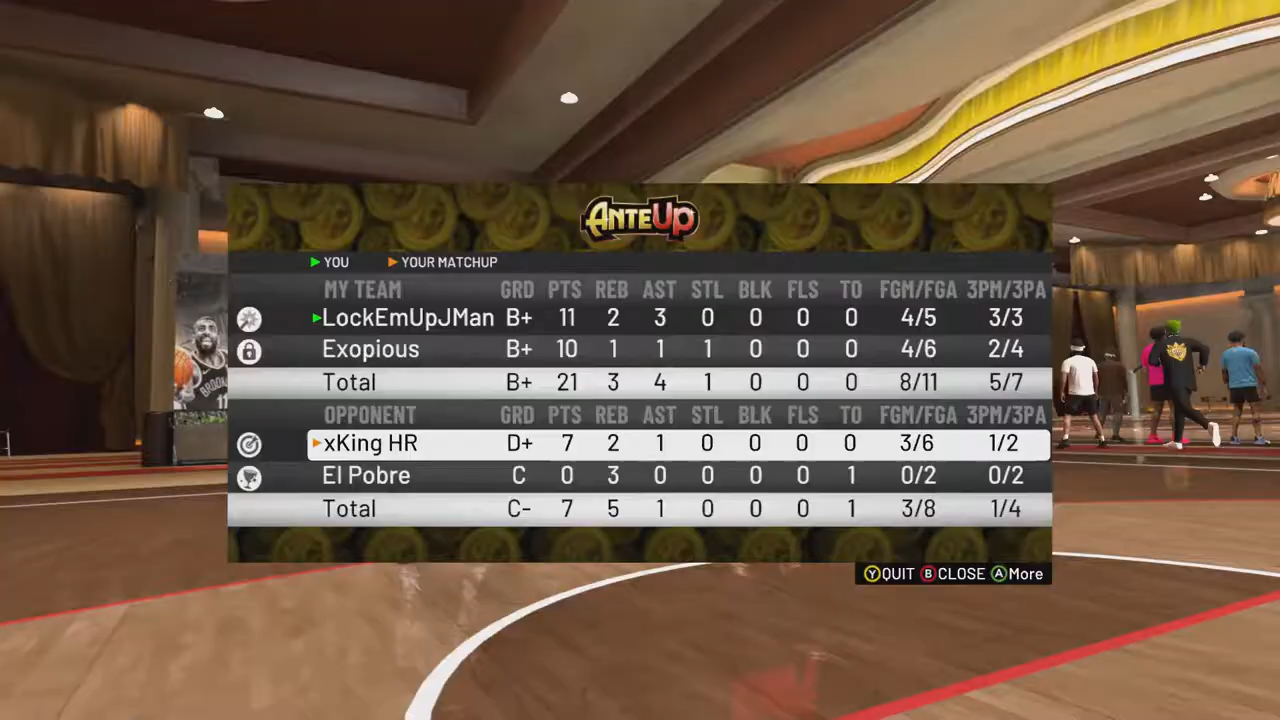 ANTEUP
YOU YOUR MATCHUP
MY TEAM GRD PTS REB AST STL BLK FLS TO FGM/FGA 3PM/3PA
LockEmUpJMan B+ 11 2 3 0 0 0 0 4/5 3/3
Exopious B+ 10 1 1 1 0 0 0 4/6 2/4
Total B+ 21 3 4 1 0 0 0 8/11 5/7
OPPONENT GRD PTS REB AST STL BLK FLS TO FGM/FGA 3PM/3PA
xKing HR D+ 7 2 1 0 0 0 0 3/6 1/2
El Pobre C 0 3 0 0 0 0 1 0/2 0/2
Total C- 7 5 1 0 0 0 1 3/8 1/4
Y QUIT B CLOSE A More